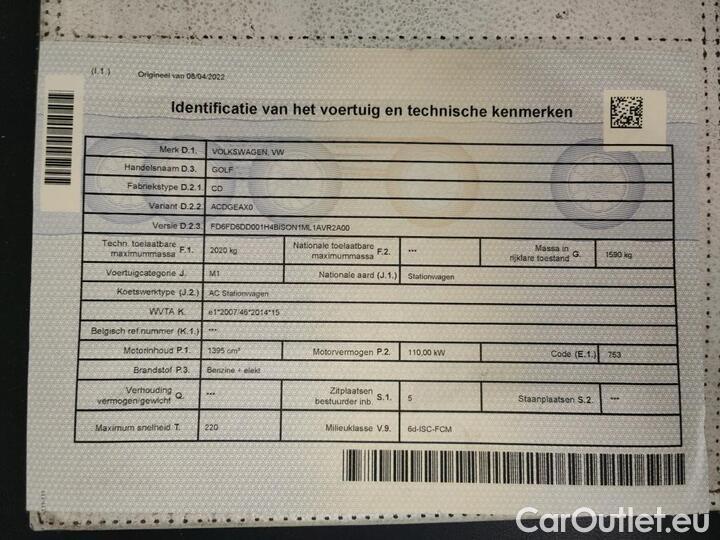 (I.1.)
Origineel van 08/04/2022
Identificatie van het voertuig en technische kenmerken
Merk D.1. VOLKSWAGEN, VW
Handelsnaam D.3. GOLF
Fabriekstype D.2.1. CD
Variant D.2.2. ACDGEAX0
Versie D.2.3. FD6FD6DD001H4BISON1ML1AVR2A00
Techn. toelaatbare maximummassa F.1. 2020 kg Nationale toelaatbare maximummassa F.2. *** Massa in rijklare toestand G. 1590 kg
Voertuigcategorie J. M1 Nationale aard (J.1.) Stationwagen
Koetswerktype (J.2.) AC Stationwagen
WVTA K. e1*2007/46*2014*15
Belgisch ref.nummer (K.1.) ***
Motorinhoud P.1. 1395 cm³ Motorvermogen P.2. 110,00 kW Code (E.1.) 753
Brandstof P.3. Benzine + elekt
Verhouding vermogen/gewicht Q. *** Zitplaatsen bestuurder inb. S.1. 5 Staanplaatsen S.2. ***
Maximum snelheid T. 220 Milieuklasse V.9. 6d-ISC-FCM
CarOutlet.eu